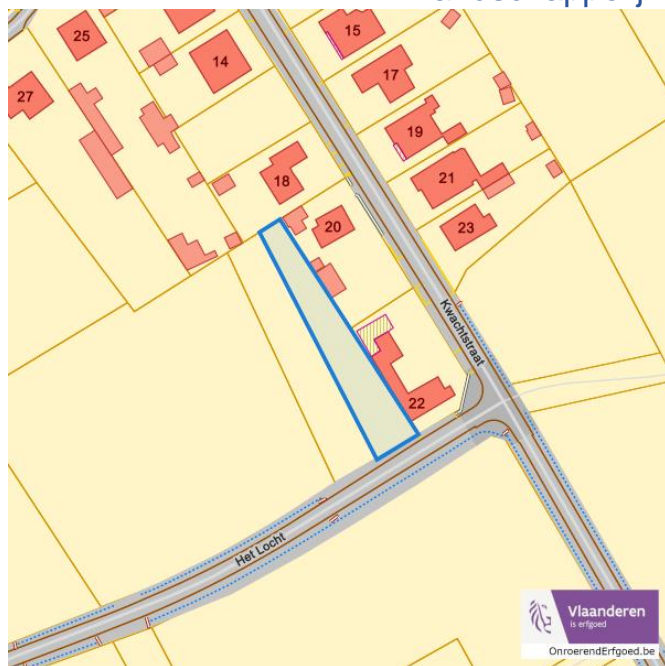 25
15
14
17
27
19
18
21
20
23
Kwachtstraat
22
Het Locht
Vlaanderen
is erfgoed
OnroerendErfgoed.be